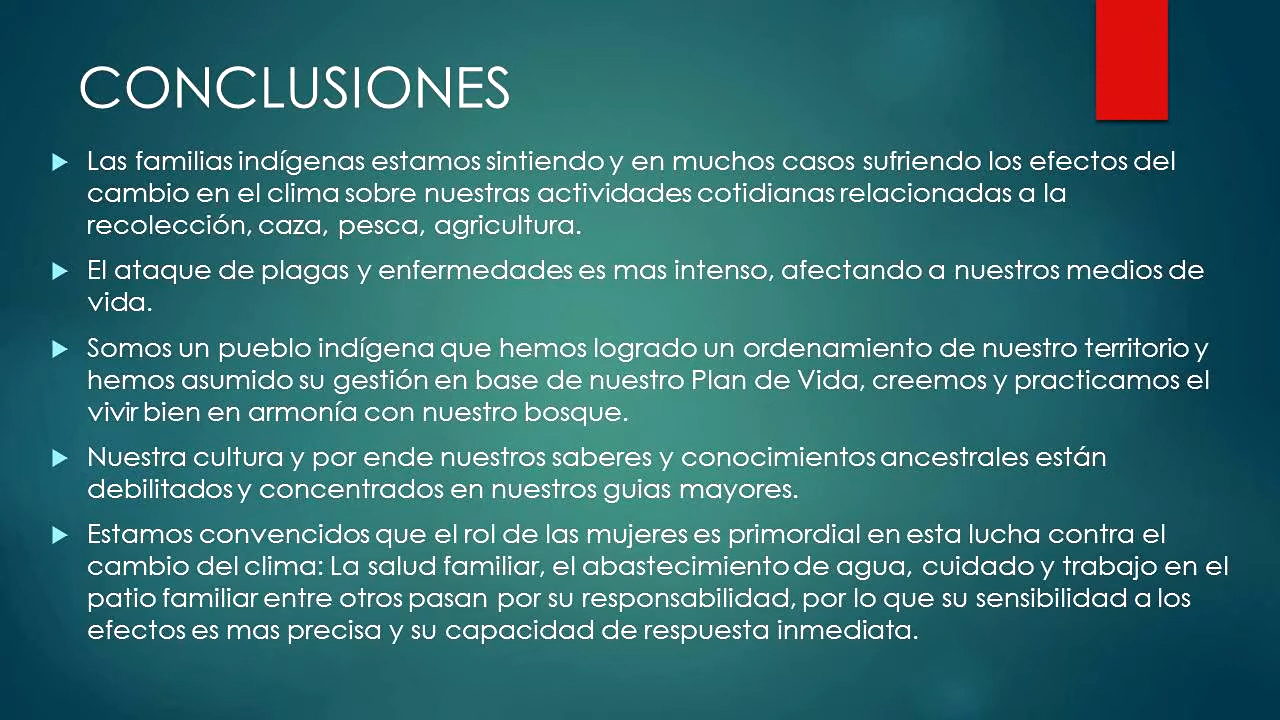 CONCLUSIONES
Las familias indígenas estamos sintiendo y en muchos casos sufriendo los efectos del
cambio en el clima sobre nuestras actividades cotidianas relacionadas a la
recolección, caza, pesca, agricultura.
El ataque de plagas y enfermedades es mas intenso, afectando a nuestros medios de
vida.
Somos un pueblo indígena que hemos logrado un ordenamiento de nuestro territorio y
hemos asumido su gestión en base de nuestro Plan de Vida, creemos y practicamos el
vivir bien en armonía con nuestro bosque.
Nuestra cultura y por ende nuestros saberes y conocimientos ancestrales están
debilitados y concentrados en nuestros guias mayores.
Estamos convencidos que el rol de las mujeres es primordial en esta lucha contra el
cambio del clima: La salud familiar, el abastecimiento de agua, cuidado y trabajo en el
patio familiar entre otros pasan por su responsabilidad, por lo que su sensibilidad a los
efectos es mas precisa y su capacidad de respuesta inmediata.